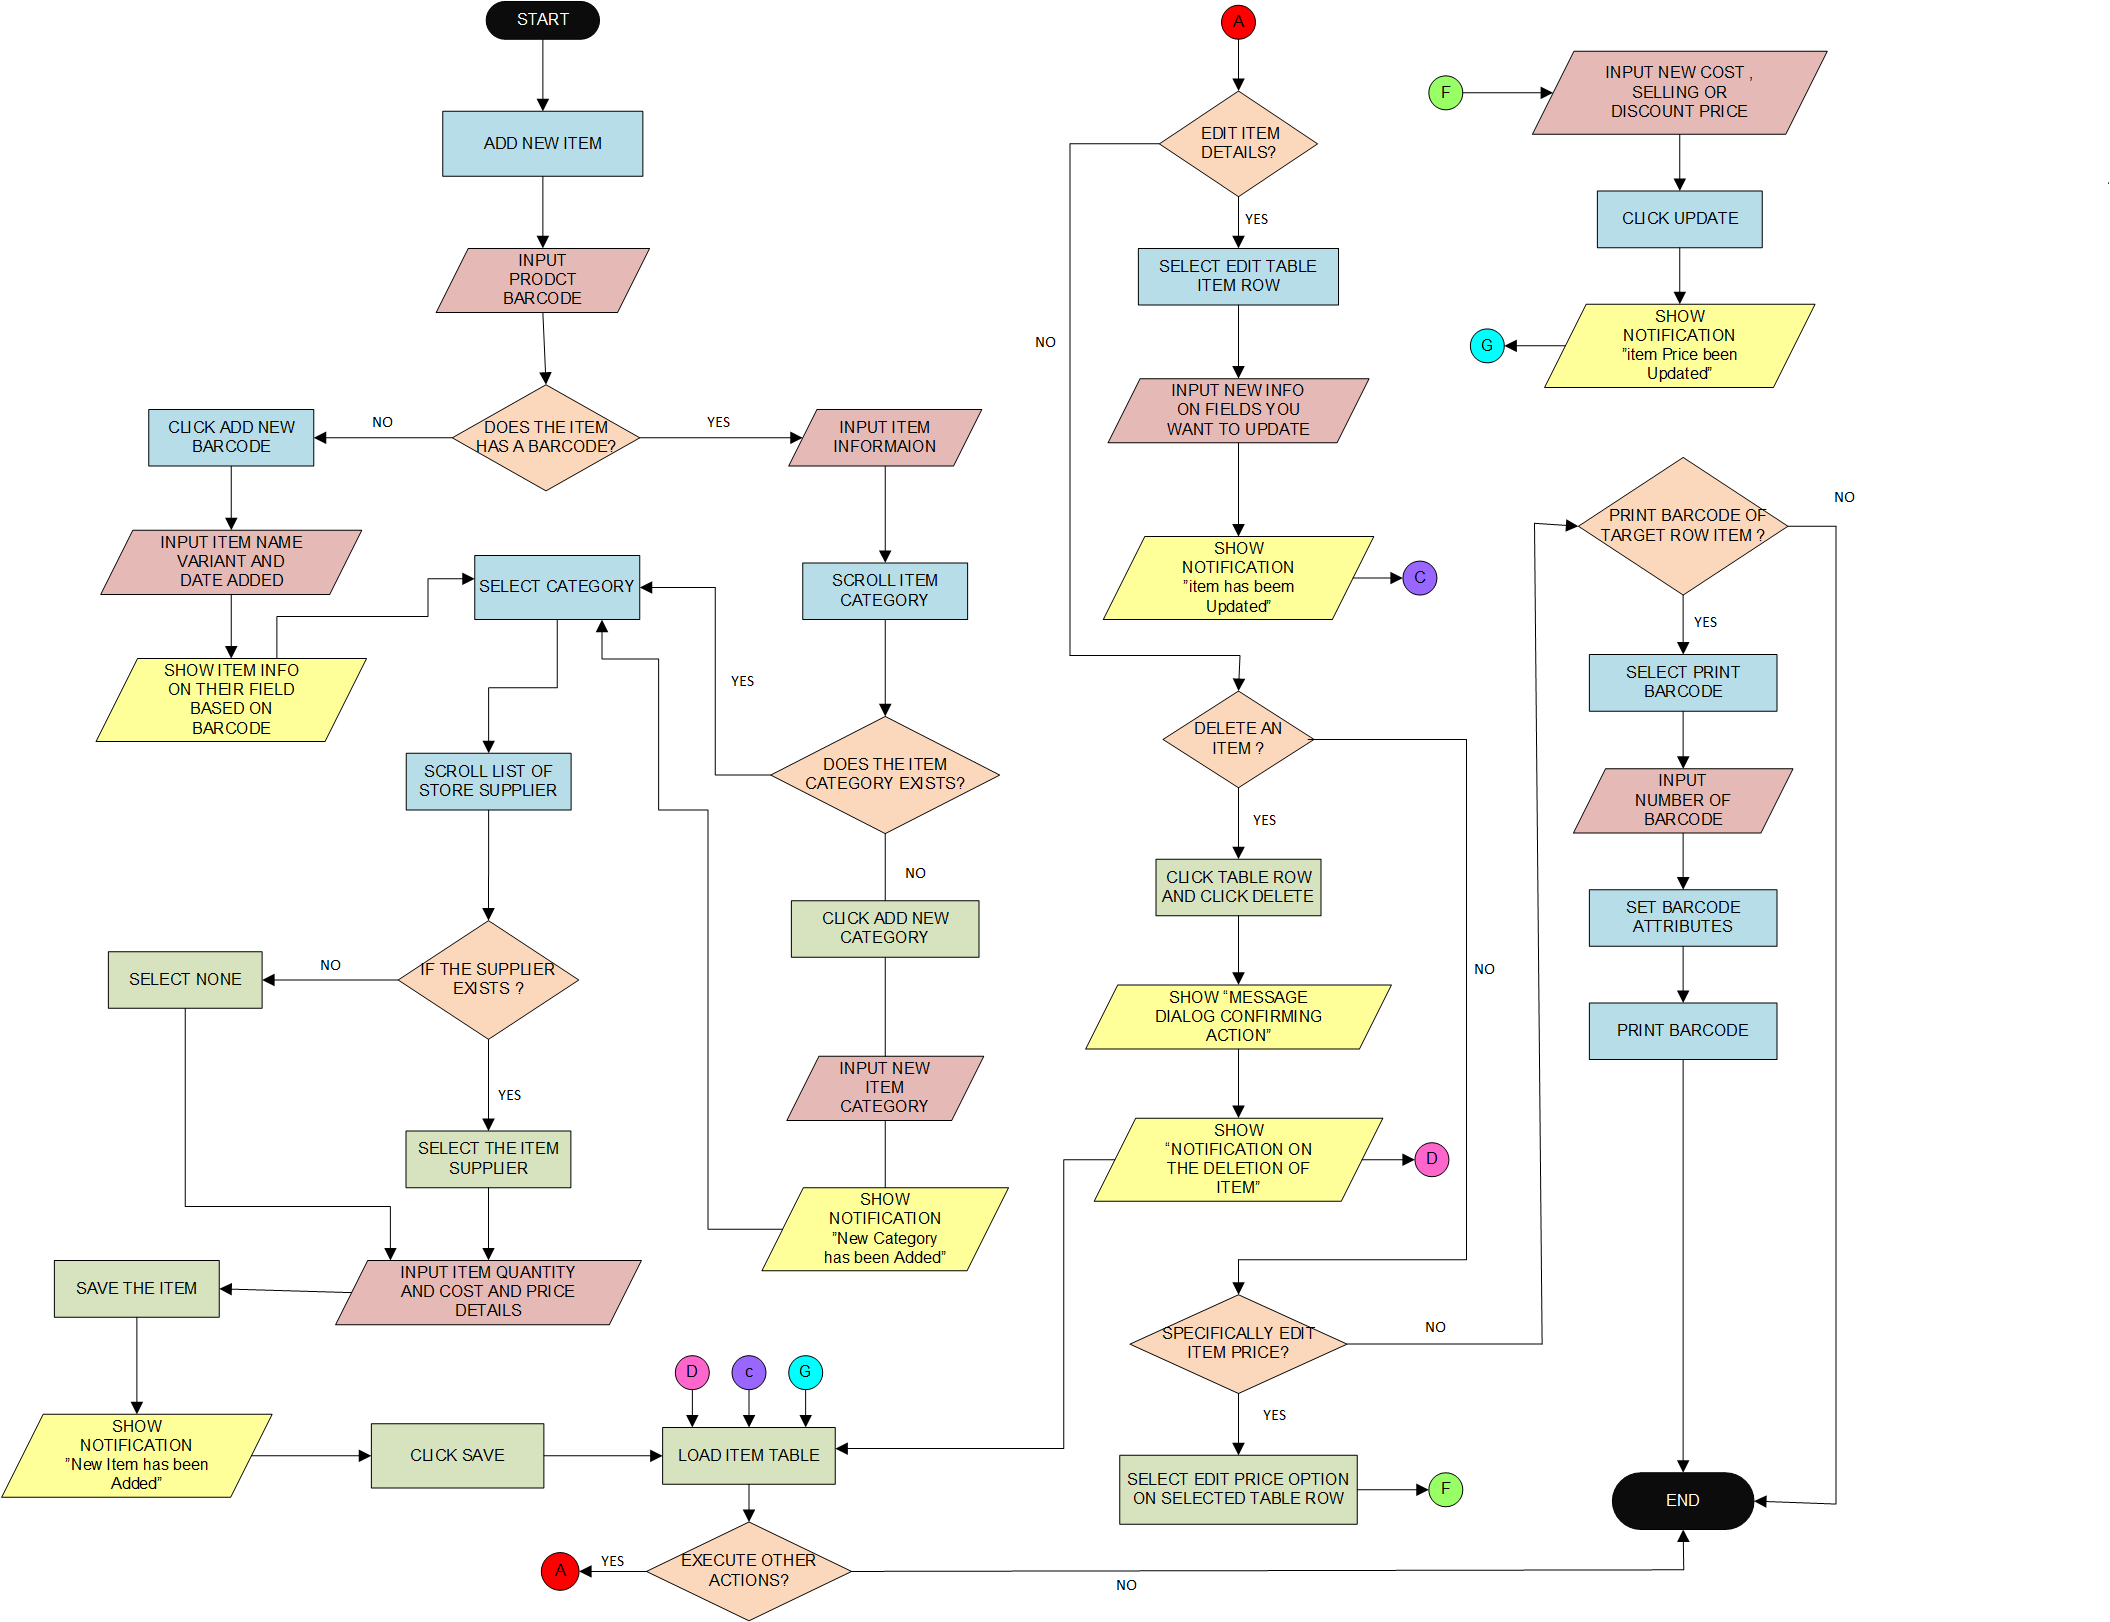 START
ADD NEW ITEM
INPUT
PRODCT
BARCODE
DOES THE ITEM
HAS A BARCODE?
NO
YES
CLICK ADD NEW
BARCODE
INPUT ITEM NAME
VARIANT AND
DATE ADDED
SHOW ITEM INFO
ON THEIR FIELD
BASED ON
BARCODE
INPUT ITEM
INFORMAION
SCROLL ITEM
CATEGORY
SELECT CATEGORY
YES
DOES THE ITEM
CATEGORY EXISTS?
NO
CLICK ADD NEW
CATEGORY
INPUT NEW
ITEM
CATEGORY
SHOW
NOTIFICATION
”New Category
has been Added”
SCROLL LIST OF
STORE SUPPLIER
IF THE SUPPLIER
EXISTS ?
NO
SELECT NONE
YES
SELECT THE ITEM
SUPPLIER
INPUT ITEM QUANTITY
AND COST AND PRICE
DETAILS
SAVE THE ITEM
SHOW
NOTIFICATION
”New Item has been
Added”
CLICK SAVE
D
c
G
LOAD ITEM TABLE
EXECUTE OTHER
ACTIONS?
YES
A
NO
A
EDIT ITEM
DETAILS?
YES
NO
SELECT EDIT TABLE
ITEM ROW
INPUT NEW INFO
ON FIELDS YOU
WANT TO UPDATE
SHOW
NOTIFICATION
”item has beem
Updated”
C
DELETE AN
ITEM ?
YES
NO
CLICK TABLE ROW
AND CLICK DELETE
SHOW “MESSAGE
DIALOG CONFIRMING
ACTION”
SHOW
“NOTIFICATION ON
THE DELETION OF
ITEM”
D
SPECIFICALLY EDIT
ITEM PRICE?
NO
YES
SELECT EDIT PRICE OPTION
ON SELECTED TABLE ROW
F
F
INPUT NEW COST ,
SELLING OR
DISCOUNT PRICE
CLICK UPDATE
SHOW
NOTIFICATION
”item Price been
Updated”
G
PRINT BARCODE OF
TARGET ROW ITEM ?
NO
YES
SELECT PRINT
BARCODE
INPUT
NUMBER OF
BARCODE
SET BARCODE
ATTRIBUTES
PRINT BARCODE
END